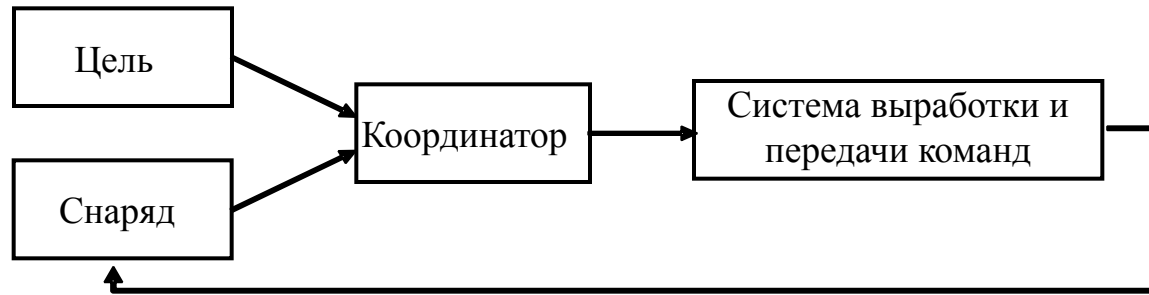 Цель
Координатор
Система выработки и
передачи команд
Снаряд